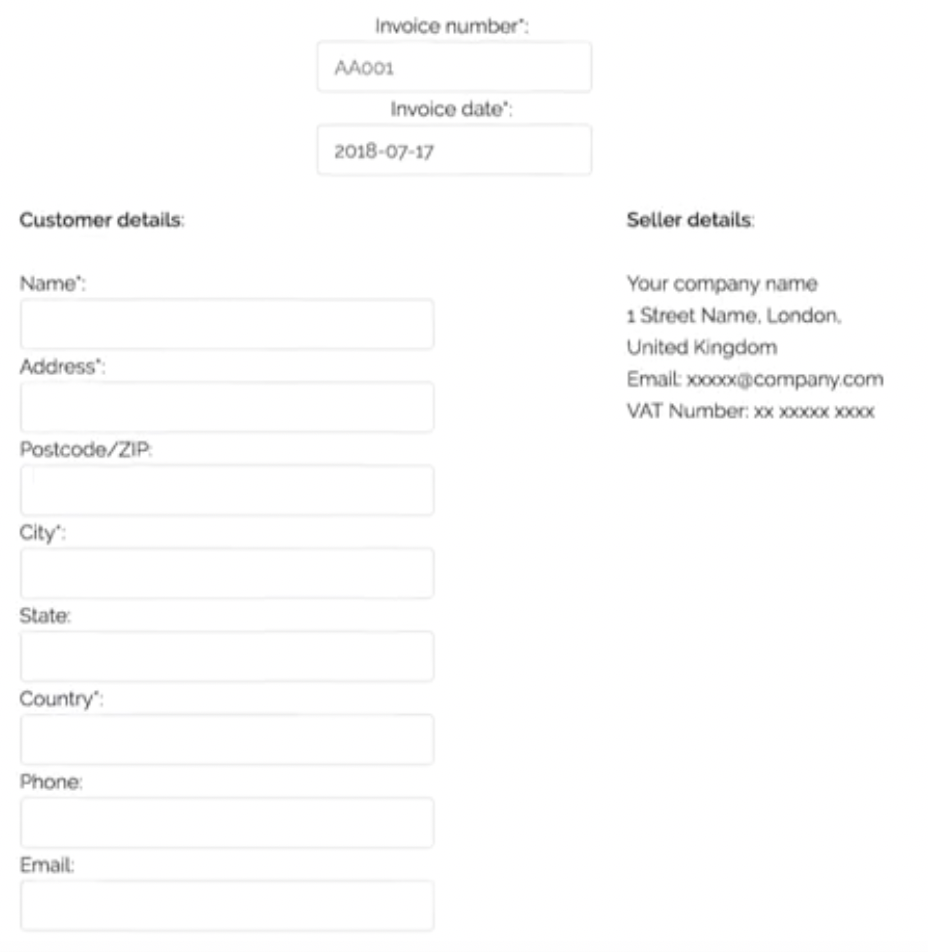 Invoice number*:
AA001
Invoice date*:
2018-07-17
Customer details:
Name*:
Address*:
Postcode/ZIP:
City*:
State:
Country*:
Phone:
Email:
Seller details:
Your company name
1 Street Name, London,
United Kingdom
Email: xxxxx@company.com
VAT Number: xx xxxxx xxxx